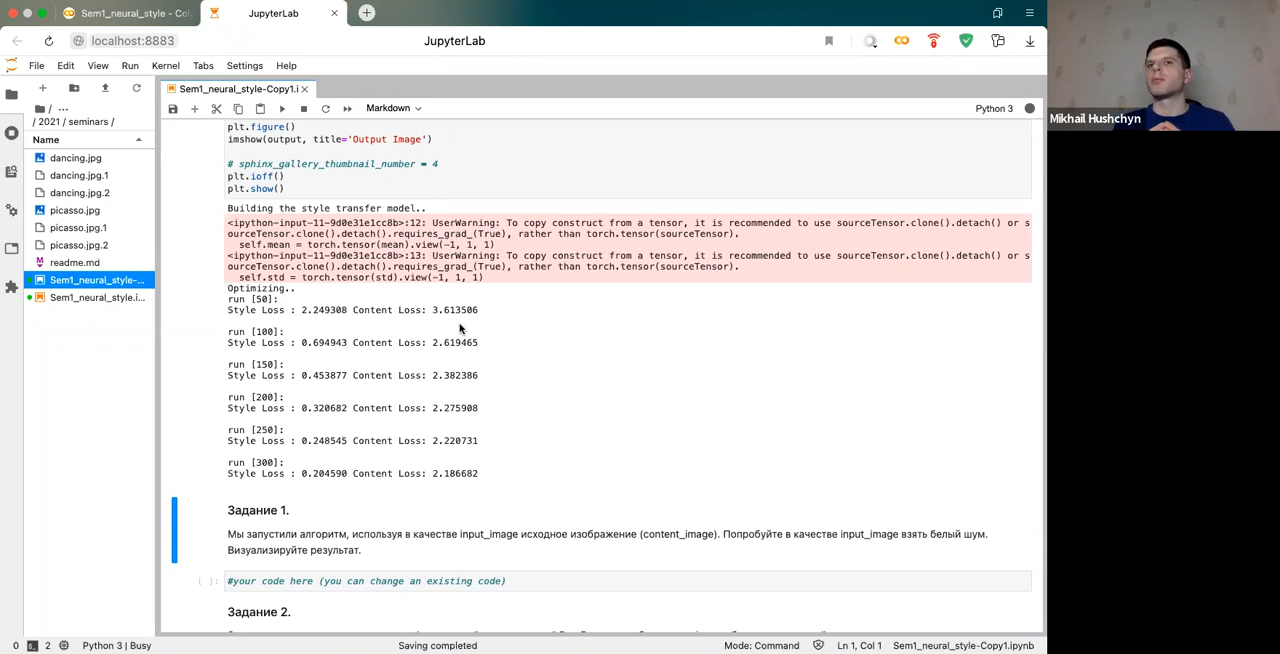 Sem1_neural_style - Col
JupyterLab
localhost:8883
JupyterLab
File Edit View Run Kernel Tabs Settings Help
Sem1_neural_style-Copy1.i
Markdown
Python 3
/ ...
/ 2021 / seminars /
Name
dancing.jpg
dancing.jpg.1
dancing.jpg.2
picasso.jpg
picasso.jpg.1
picasso.jpg.2
readme.md
Sem1_neural_style-...
Sem1_neural_style.i...
plt.figure()
imshow(output, title='Output Image')
# sphinx_gallery_thumbnail_number = 4
plt.ioff()
plt.show()
Building the style transfer model..
<ipython-input-11-9d0e31e1cc8b>:12: UserWarning: To copy construct from a tensor, it is recommended to use sourceTensor.clone().detach() or s
ourceTensor.clone().detach().requires_grad_(True), rather than torch.tensor(sourceTensor).
self.mean = torch.tensor(mean).view(-1, 1, 1)
<ipython-input-11-9d0e31e1cc8b>:13: UserWarning: To copy construct from a tensor, it is recommended to use sourceTensor.clone().detach() or s
ourceTensor.clone().detach().requires_grad_(True), rather than torch.tensor(sourceTensor).
self.std = torch.tensor(std).view(-1, 1, 1)
Optimizing..
run [50]:
Style Loss : 2.249308 Content Loss: 3.613506
run [100]:
Style Loss : 0.694943 Content Loss: 2.619465
run [150]:
Style Loss : 0.453877 Content Loss: 2.382386
run [200]:
Style Loss : 0.320682 Content Loss: 2.275908
run [250]:
Style Loss : 0.248545 Content Loss: 2.220731
run [300]:
Style Loss : 0.204590 Content Loss: 2.186682
Задание 1.
Мы запустили алгоритм, используя в качестве input_image исходное изображение (content_image). Попробуйте в качестве input_image взять белый шум.
Визуализируйте результат.
[ ]: #your code here (you can change an existing code)
Задание 2.
0 2 Python 3 | Busy
Saving completed
Mode: Command
Ln 1, Col 1
Sem1_neural_style-Copy1.ipynb
Mikhail Hushchyn